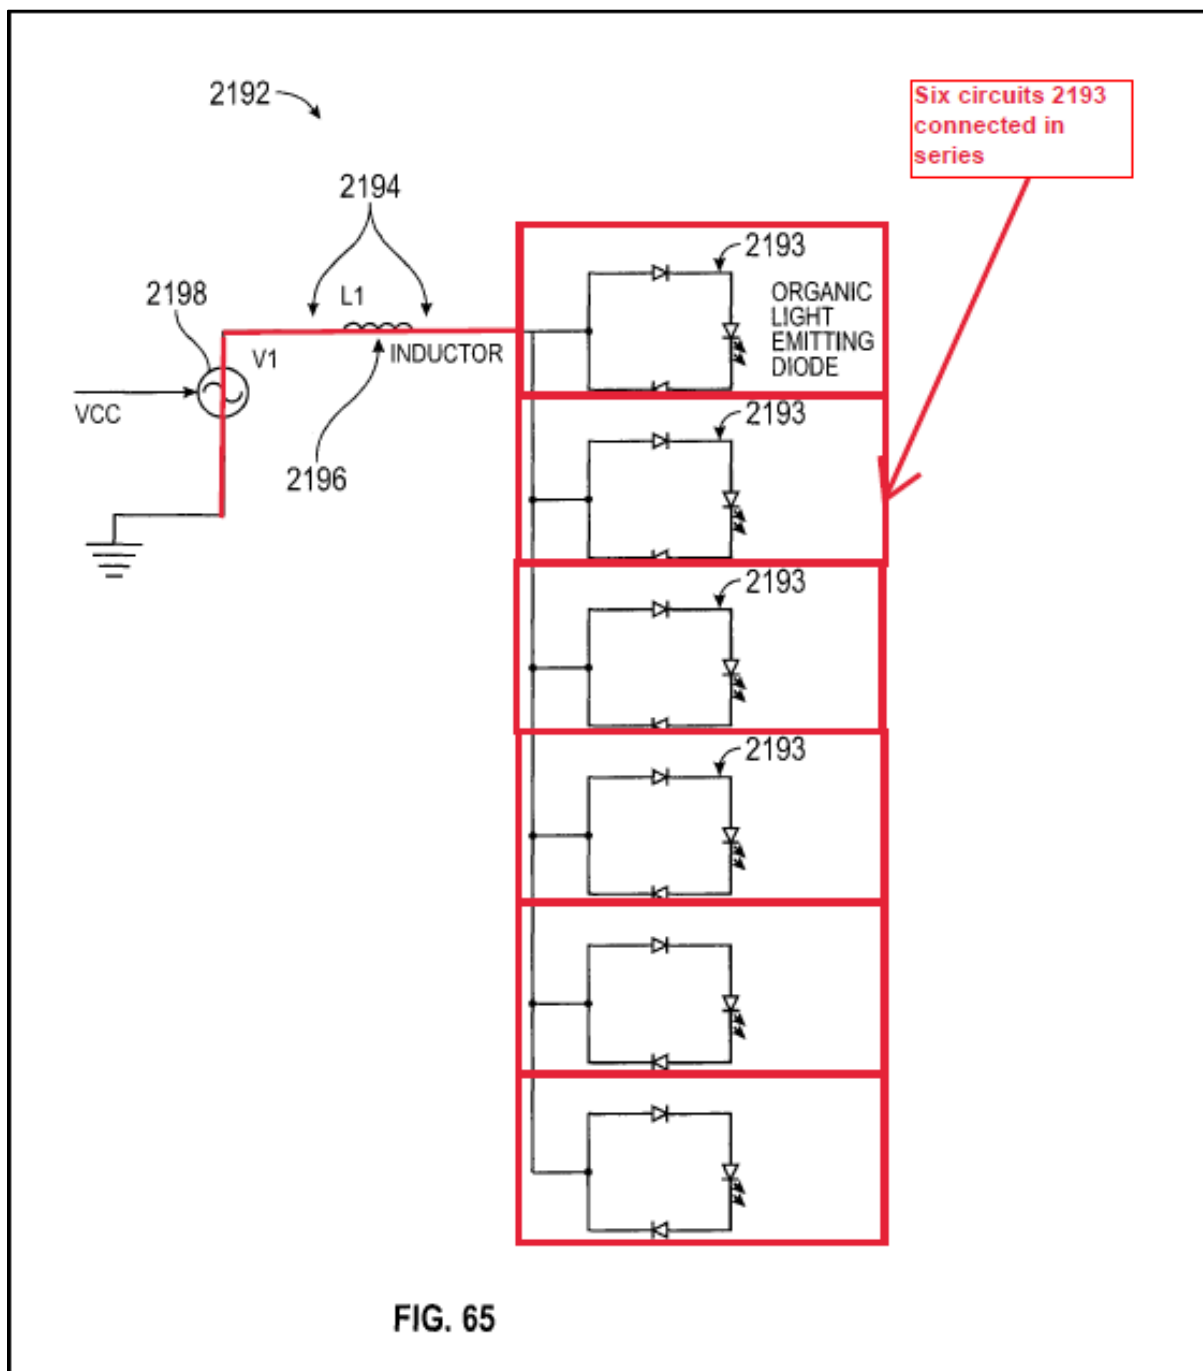 2192
Six circuits 2193
connected in
series
2194
2193
2198
L1
ORGANIC
LIGHT
EMITTING
DIODE
V1
INDUCTOR
VCC
2193
2196
2193
2193
FIG. 65